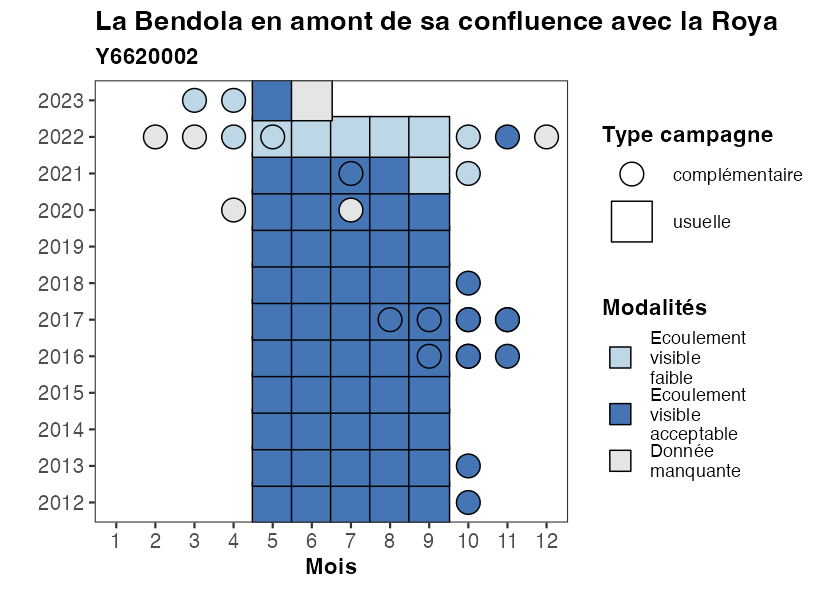 La Bendola en amont de sa confluence avec la Roya
Y6620002
2023
2022
2021
2020
2019
2018
2017
2016
2015
2014
2013
2012
1 2 3 4 5 6 7 8 9 10 11 12
Mois
Type campagne
complémentaire
usuelle
Modalités
Ecoulement
visible
faible
Ecoulement
visible
acceptable
Donnée
manquante